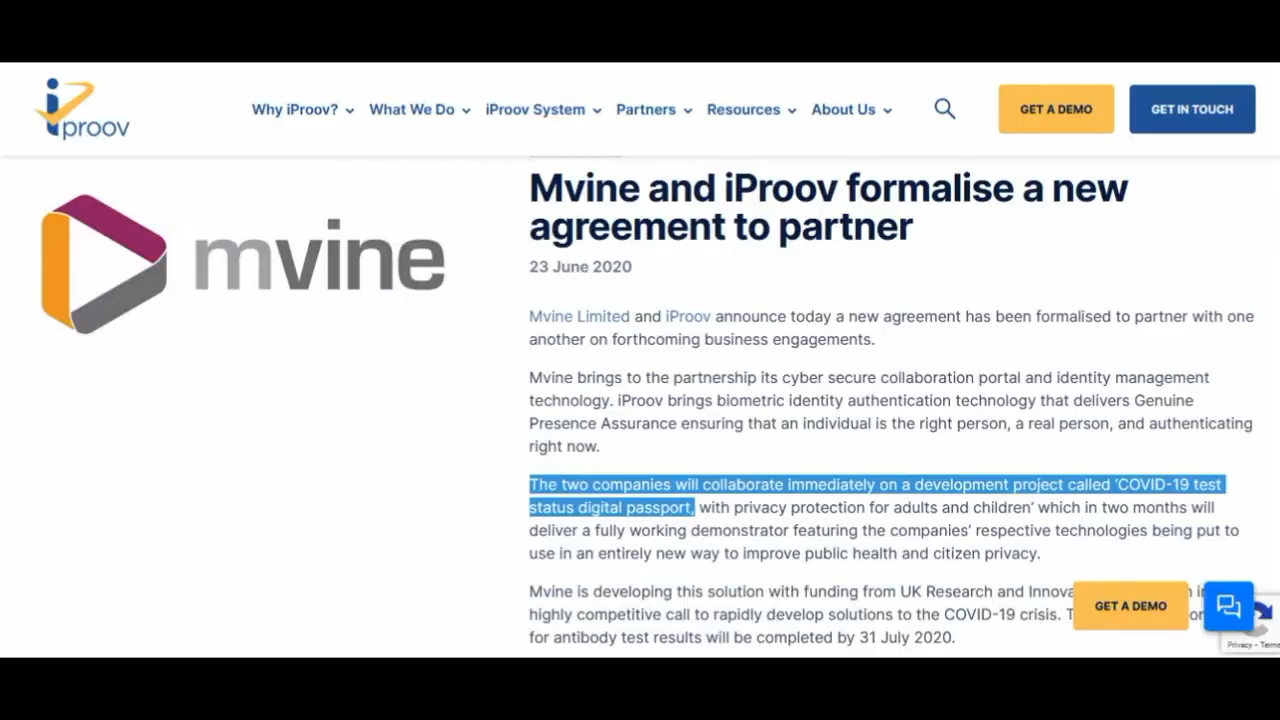 iproov
Why iProov? What We Do iProov System Partners Resources About Us GET A DEMO GET IN TOUCH
mvine
Mvine and iProov formalise a new
agreement to partner
23 June 2020
Mvine Limited and iProov announce today a new agreement has been formalised to partner with one
another on forthcoming business engagements.
Mvine brings to the partnership its cyber secure collaboration portal and identity management
technology. iProov brings biometric identity authentication technology that delivers Genuine
Presence Assurance ensuring that an individual is the right person, a real person, and authenticating
right now.
The two companies will collaborate immediately on a development project called ‘COVID-19 test
status digital passport, with privacy protection for adults and children’ which in two months will
deliver a fully working demonstrator featuring the companies’ respective technologies being put to
use in an entirely new way to improve public health and citizen privacy.
Mvine is developing this solution with funding from UK Research and
highly competitive call to rapidly develop solutions to the COVID-19 crisis.
for antibody test results will be completed by 31 July 2020.
GET A DEMO
Privacy -